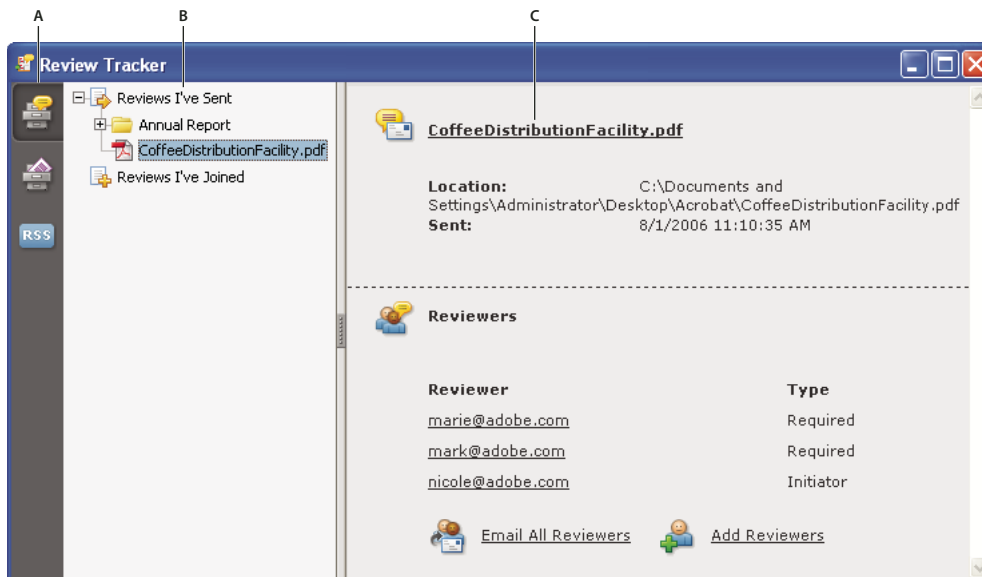 A B C
Review Tracker
Reviews I've Sent
Annual Report
CoffeeDistributionFacility.pdf
Reviews I've Joined
RSS
CoffeeDistributionFacility.pdf
Location: C:\Documents and
Settings\Administrator\Desktop\Acrobat\CoffeeDistributionFacility.pdf
Sent: 8/1/2006 11:10:35 AM
Reviewers
Reviewer Type
marie@adobe.com Required
mark@adobe.com Required
nicole@adobe.com Initiator
Email All Reviewers Add Reviewers